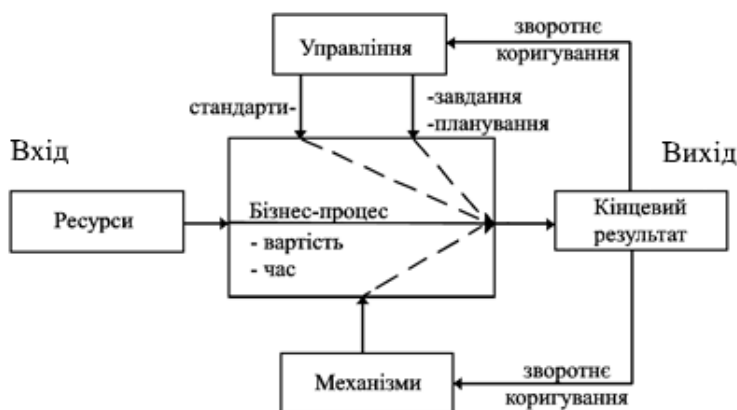 Управління
зворотнє
коригування
стандарти-
-завдання
-планування
Вхід
Вихід
Ресурси
Бізнес-процес
- вартість
- час
Кінцевий
результат
Механізми
зворотнє
коригування